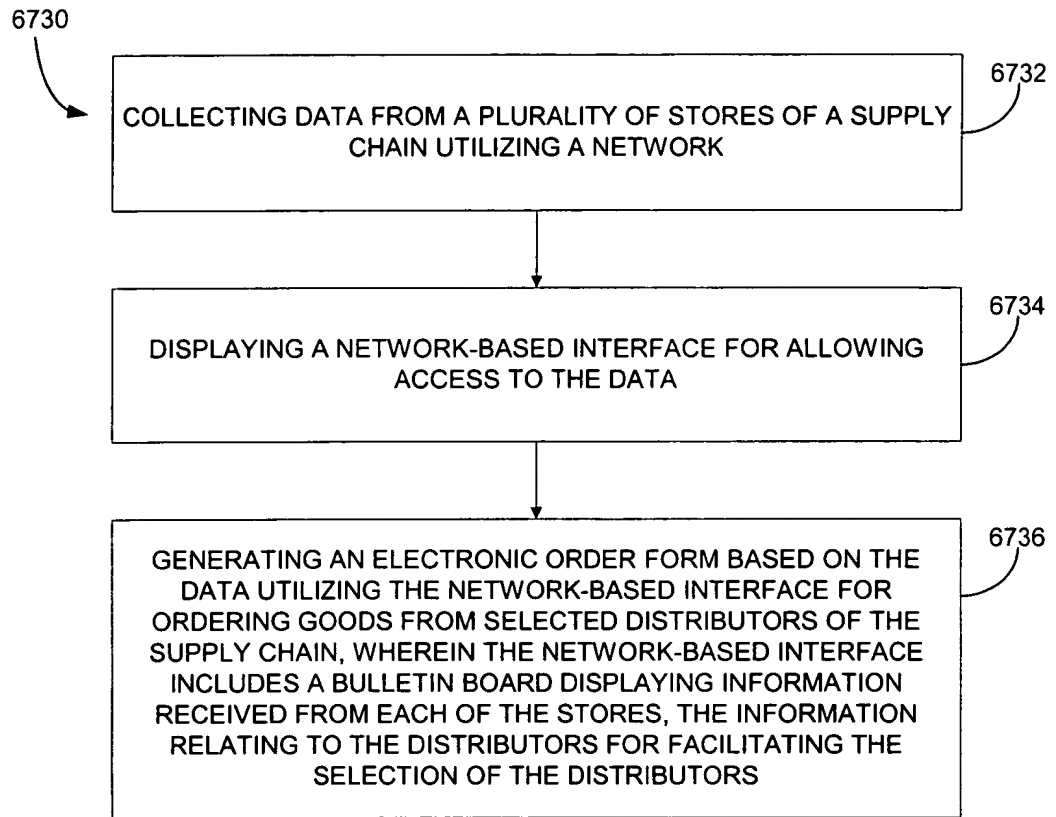 6730
6732
COLLECTING DATA FROM A PLURALITY OF STORES OF A SUPPLY
CHAIN UTILIZING A NETWORK
6734
DISPLAYING A NETWORK-BASED INTERFACE FOR ALLOWING
ACCESS TO THE DATA
6736
GENERATING AN ELECTRONIC ORDER FORM BASED ON THE
DATA UTILIZING THE NETWORK-BASED INTERFACE FOR
ORDERING GOODS FROM SELECTED DISTRIBUTORS OF THE
SUPPLY CHAIN, WHEREIN THE NETWORK-BASED INTERFACE
INCLUDES A BULLETIN BOARD DISPLAYING INFORMATION
RECEIVED FROM EACH OF THE STORES, THE INFORMATION
RELATING TO THE DISTRIBUTORS FOR FACILITATING THE
SELECTION OF THE DISTRIBUTORS